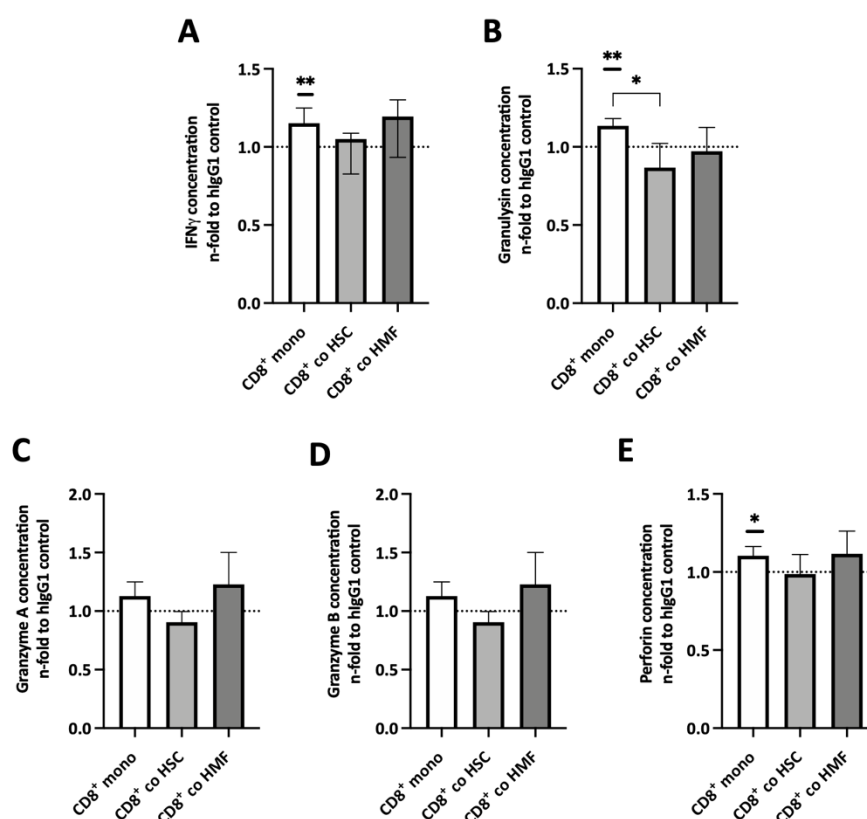 A
IFNγ concentration
n-fold to hIgG1 control
1.5
1.0
0.5
0.0
**
CD8+ mono
CD8+ co HSC
CD8+ co HMF
B
Granulysin concentration
n-fold to hIgG1 control
1.5
1.0
0.5
0.0
**
*
CD8+ mono
CD8+ co HSC
CD8+ co HMF
C
Granzyme A concentration
n-fold to hIgG1 control
2.0
1.5
1.0
0.5
0.0
CD8+ mono
CD8+ co HSC
CD8+ co HMF
D
Granzyme B concentration
n-fold to hIgG1 control
2.0
1.5
1.0
0.5
0.0
CD8+ mono
CD8+ co HSC
CD8+ co HMF
E
Perforin concentration
n-fold to hIgG1 control
1.5
1.0
0.5
0.0
*
CD8+ mono
CD8+ co HSC
CD8+ co HMF